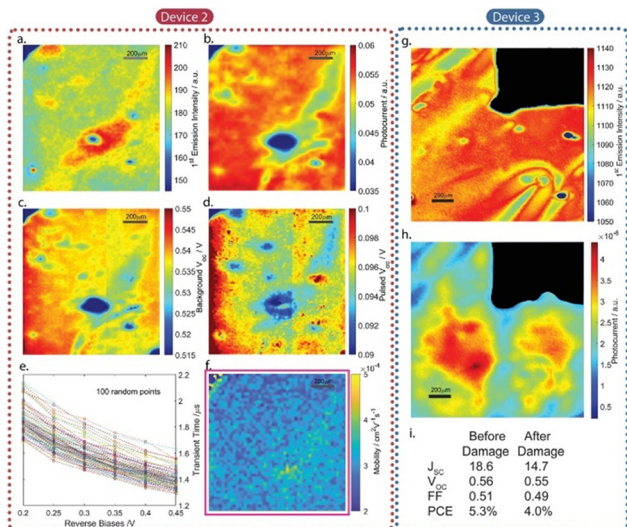 Device 2
Device 3
a.
200µm
210
200
190
180
170
160
150
1st Emission Intensity / a.u.
b.
200µm
0.06
0.055
0.05
0.045
0.04
0.035
Photocurrent / a.u.
c.
200µm
0.55
0.545
0.54
0.535
0.53
0.525
0.52
0.515
Background Voc / V
d.
200µm
0.1
0.098
0.096
0.094
0.092
0.09
Pulsed Voc / V
e.
100 random points
2.2
2
1.8
1.6
1.4
1.2
Transient Time / µs
0.2 0.25 0.3 0.35 0.4 0.45
Reverse Biases /V
f.
200µm
×10⁻⁴
5
4
3
2
Mobility / cm²V⁻¹s⁻¹
g.
200µm
1140
1130
1120
1110
1100
1090
1080
1070
1060
1050
1st Emission Intensity / a.u.
h.
200µm
×10⁻⁶
4
3.5
3
2.5
2
1.5
1
0.5
Photocurrent / a.u.
i.
Before After
Damage Damage
JSC 18.6 14.7
VOC 0.56 0.55
FF 0.51 0.49
PCE 5.3% 4.0%